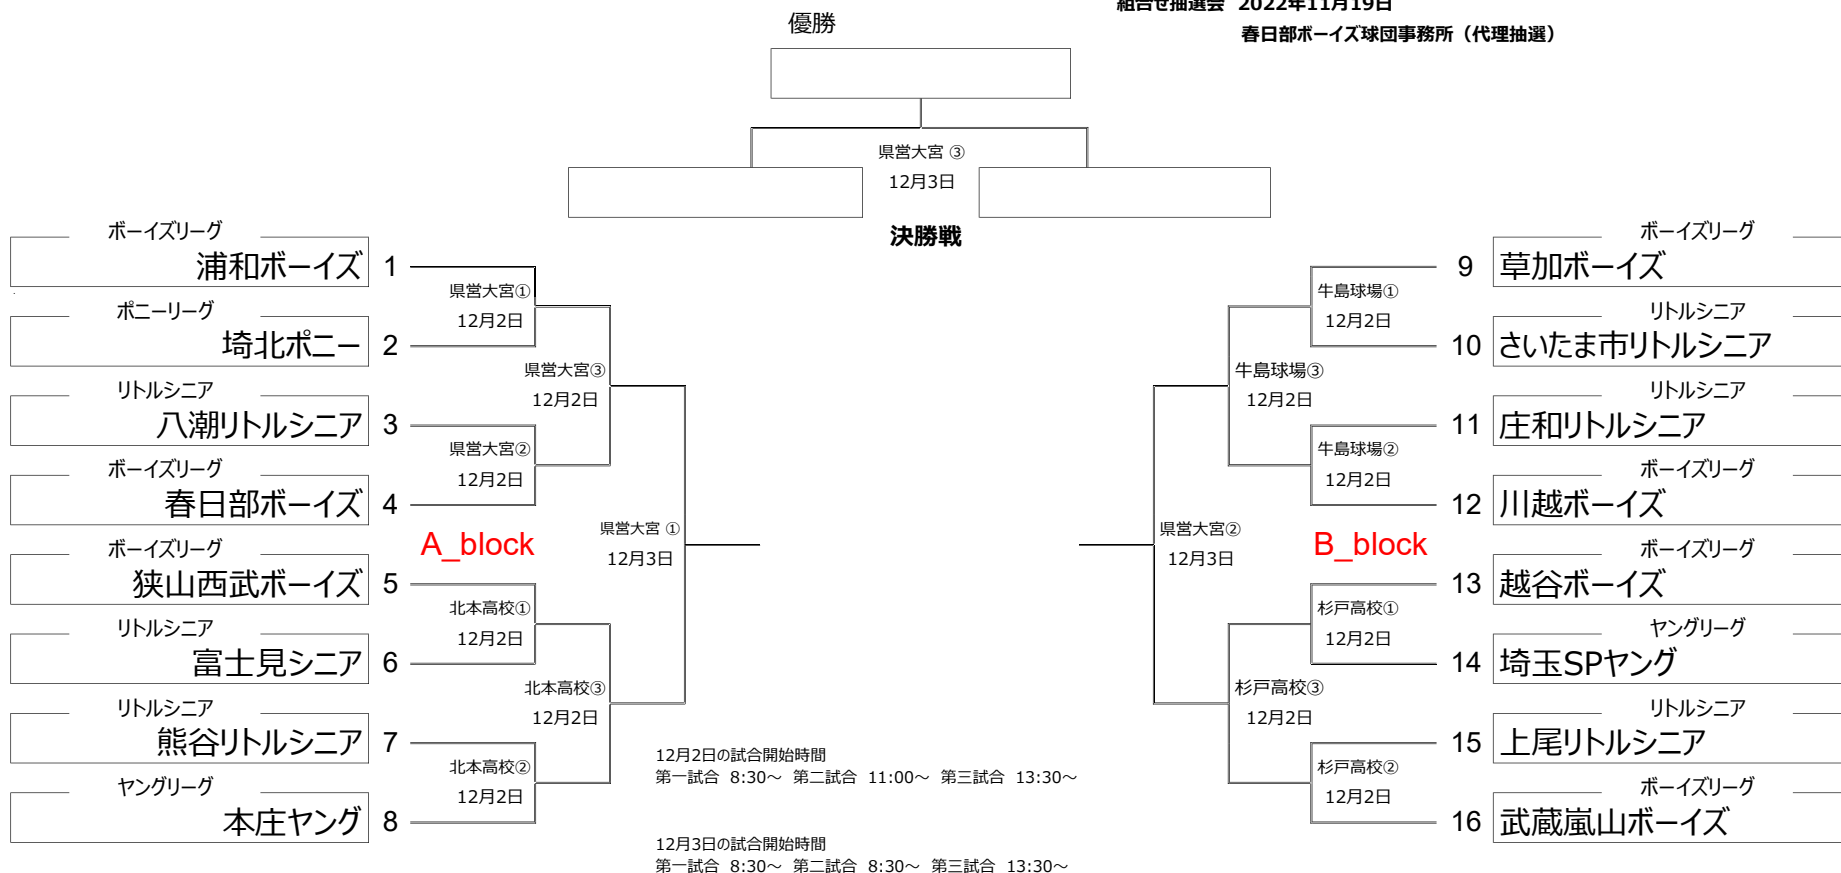 組合せ抽選会 2022年11月19日
春日部ボーイズ球団事務所（代理抽選）
優勝
県営大宮 ③
12月3日
決勝戦
ボーイズリーグ
浦和ボーイズ 1
県営大宮①
12月2日
ポニーリーグ
埼北ポニー 2
県営大宮③
12月2日
リトルシニア
八潮リトルシニア 3
県営大宮②
12月2日
ボーイズリーグ
春日部ボーイズ 4
A_block
県営大宮 ①
12月3日
ボーイズリーグ
狭山西武ボーイズ 5
北本高校①
12月2日
リトルシニア
富士見シニア 6
北本高校③
12月2日
リトルシニア
熊谷リトルシニア 7
北本高校②
12月2日
ヤングリーグ
本庄ヤング 8
ボーイズリーグ
9 草加ボーイズ
牛島球場①
12月2日
リトルシニア
10 さいたま市リトルシニア
牛島球場③
12月2日
リトルシニア
11 庄和リトルシニア
牛島球場②
12月2日
ボーイズリーグ
12 川越ボーイズ
県営大宮②
12月3日
B_block
ボーイズリーグ
13 越谷ボーイズ
杉戸高校①
12月2日
ヤングリーグ
14 埼玉SPヤング
杉戸高校③
12月2日
リトルシニア
15 上尾リトルシニア
杉戸高校②
12月2日
ボーイズリーグ
16 武蔵嵐山ボーイズ
12月2日の試合開始時間
第一試合 8:30～ 第二試合 11:00～ 第三試合 13:30～
12月3日の試合開始時間
第一試合 8:30～ 第二試合 8:30～ 第三試合 13:30～